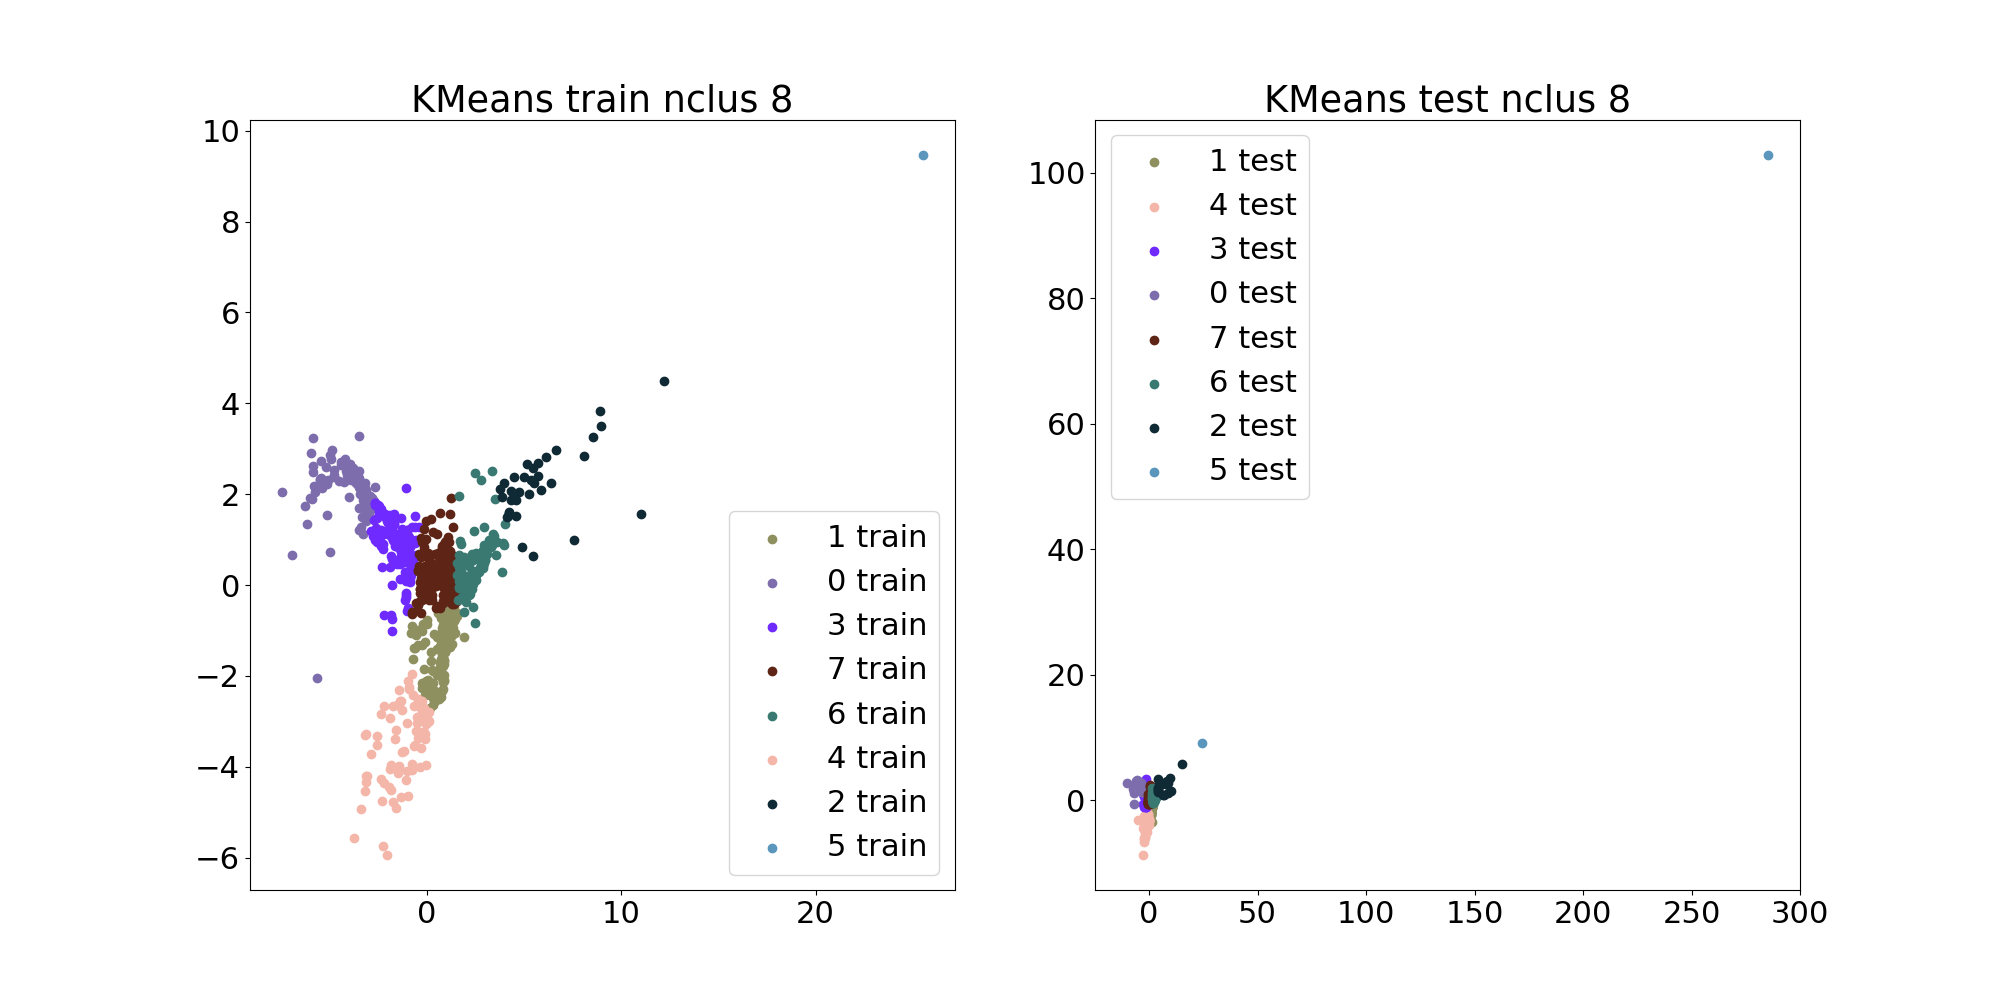 KMeans train nclus 8
10
8
6
4
2
0
−2
−4
−6
0
10
20
1 train
0 train
3 train
7 train
6 train
4 train
2 train
5 train
KMeans test nclus 8
100
80
60
40
20
0
0
50
100
150
200
250
300
1 test
4 test
3 test
0 test
7 test
6 test
2 test
5 test